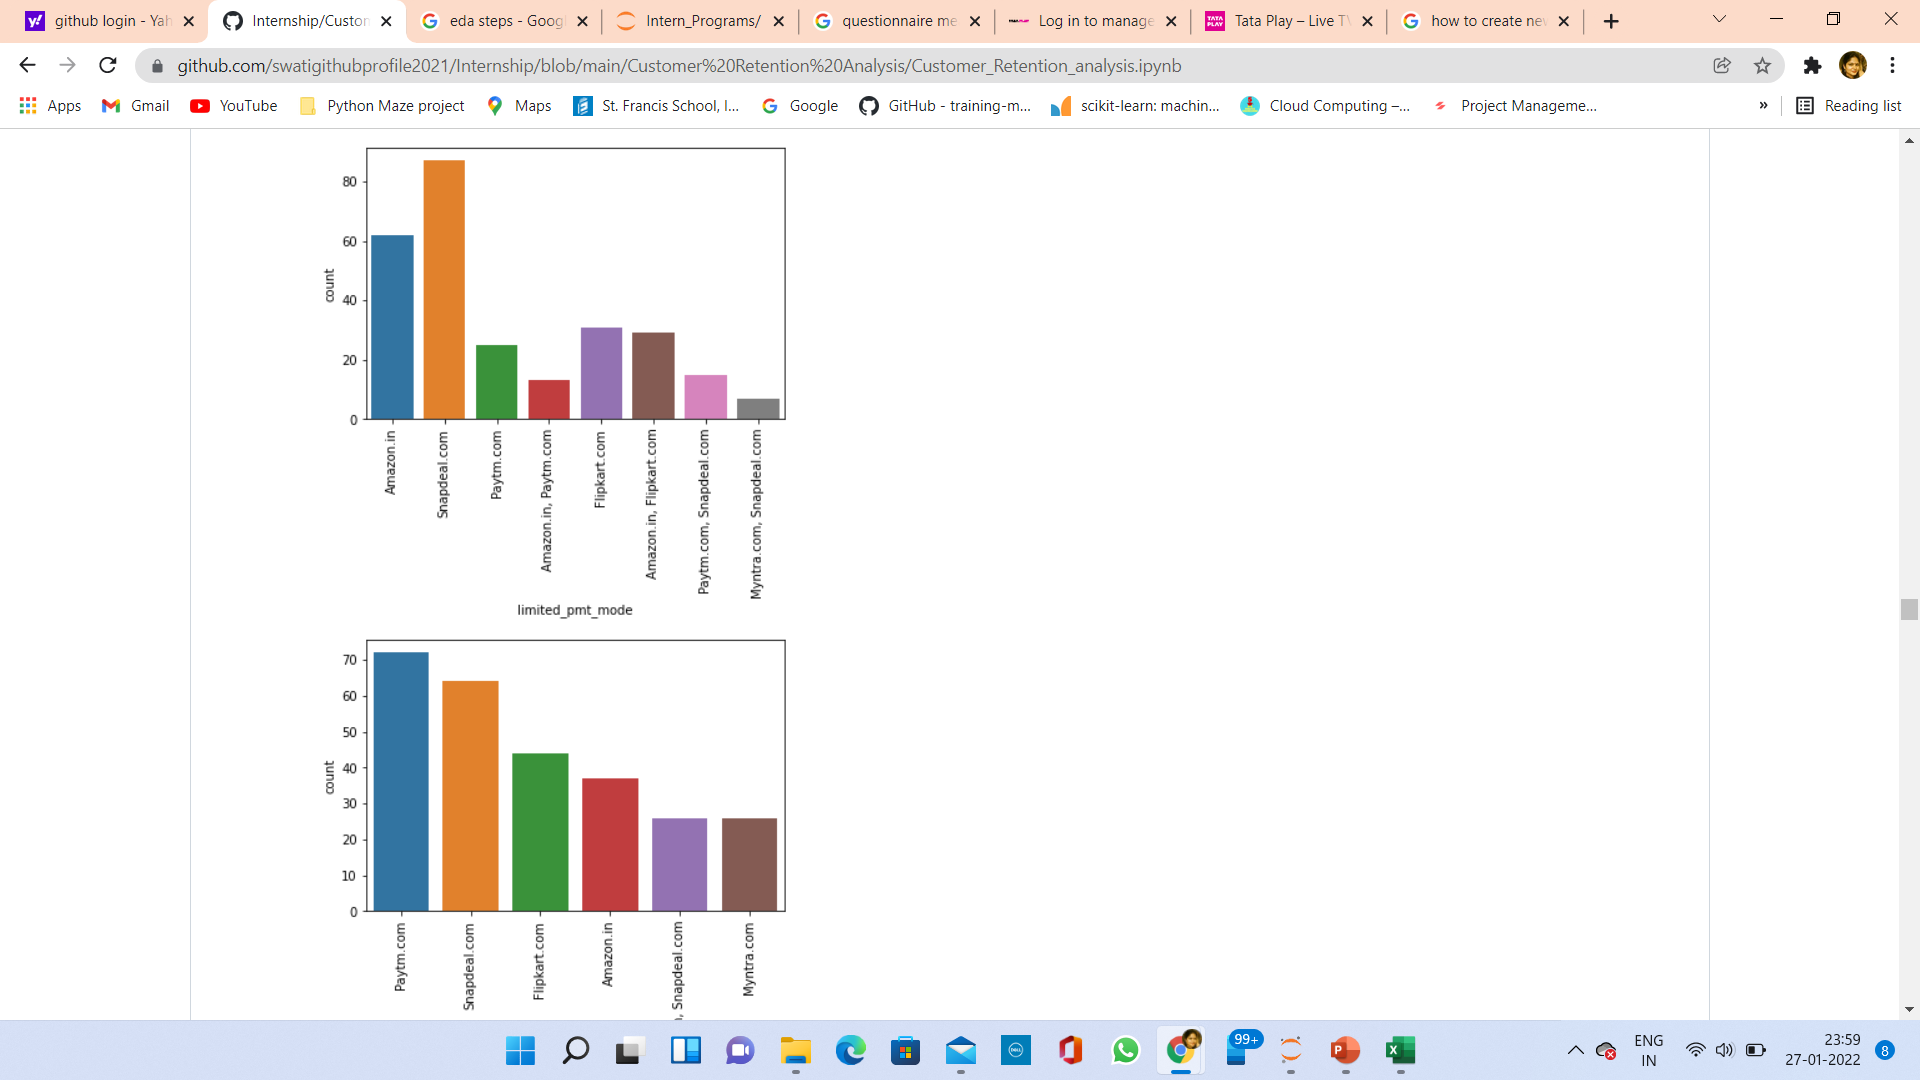 github login - Yah
Internship/Custon
eda steps - Goog
Intern_Programs/
questionnaire me
Log in to manage
Tata Play – Live T
how to create ne
github.com/swatigithubprofile2021/Internship/blob/main/Customer%20Retention%20Analysis/Customer_Retention_analysis.ipynb
Apps
Gmail
YouTube
Python Maze project
Maps
St. Francis School, I...
Google
GitHub - training-m...
scikit-learn: machin...
Cloud Computing –...
Project Manageme...
»
Reading list
80
60
40
20
0
count
Amazon.in
Snapdeal.com
Paytm.com
Amazon.in, Paytm.com
Flipkart.com
Amazon.in, Flipkart.com
Paytm.com, Snapdeal.com
Myntra.com, Snapdeal.com
limited_pmt_mode
70
60
50
40
30
20
10
0
count
Paytm.com
Snapdeal.com
Flipkart.com
Amazon.in
, Snapdeal.com
Myntra.com
99+
ENG
IN
23:59
27-01-2022
8